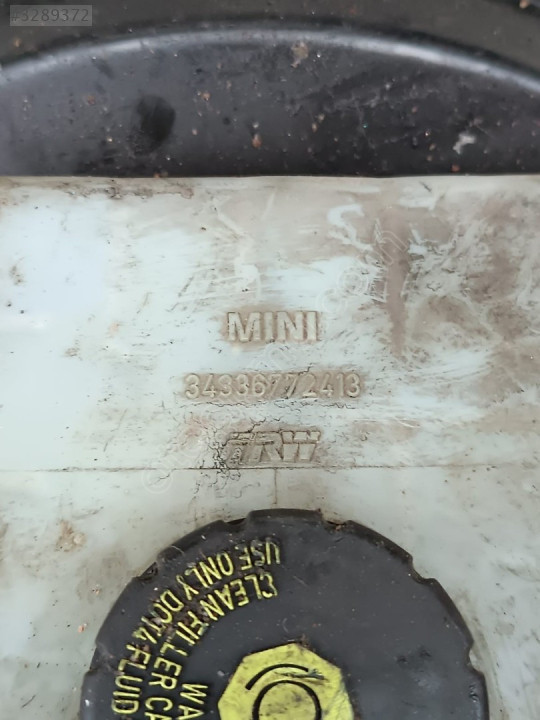 #5289372
MINI
34336772413
TRW
WA
CLEAN FILLER CA
USE ONLY DOT4 FLUID